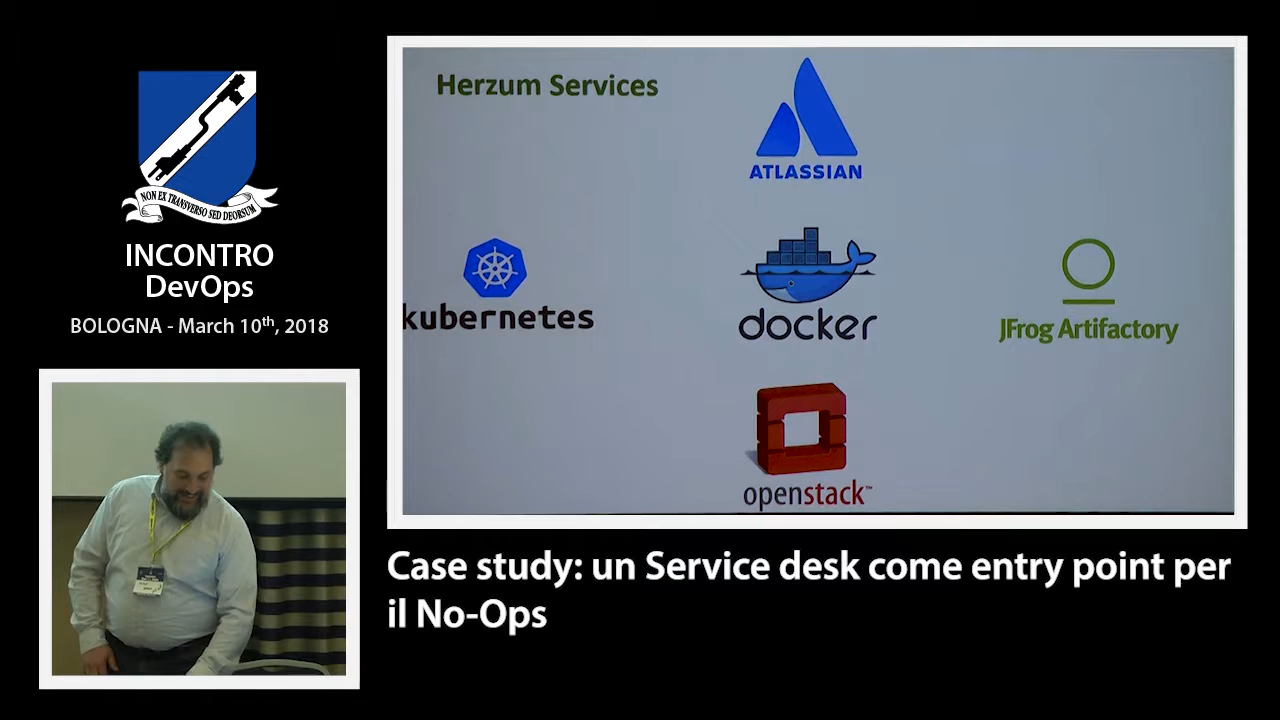 NON EX TRANSVERSO SED DEORSUM
INCONTRO
DevOps
BOLOGNA - March 10th, 2018
Herzum Services
ATLASSIAN
kubernetes
docker
JFrog Artifactory
openstack™
Case study: un Service desk come entry point per
il No-Ops